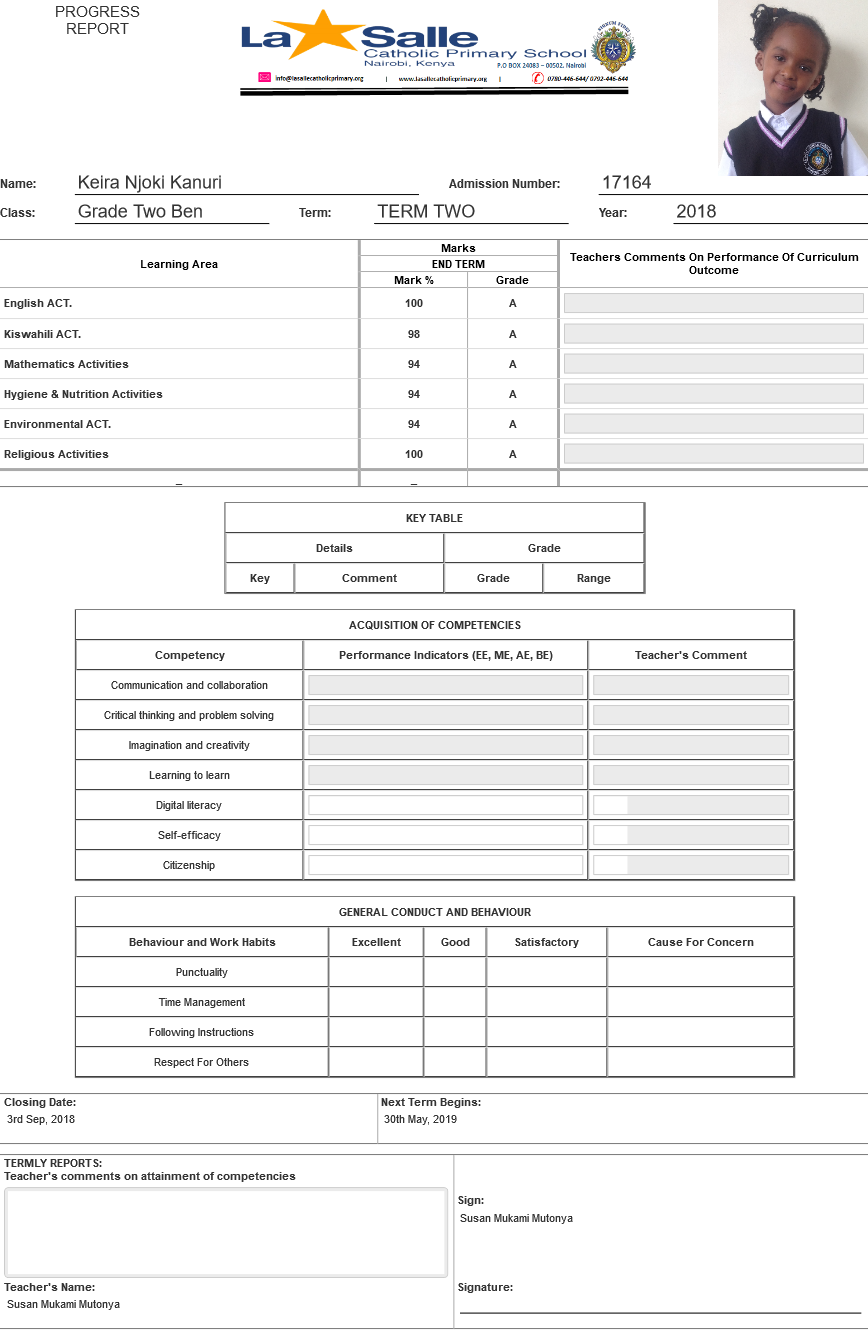 PROGRESS
REPORT
La Salle
Catholic Primary School
Nairobi, Kenya
P.O BOX 24083 – 00502, Nairobi
info@lasallecatholicprimary.org | www.lasallecatholicprimary.org | 0780-446-644/ 0792-446-644
Name: Keira Njoki Kanuri Admission Number: 17164
Class: Grade Two Ben Term: TERM TWO Year: 2018
Learning Area Marks Teachers Comments On Performance Of Curriculum Outcome
END TERM
Mark % Grade
English ACT. 100 A
Kiswahili ACT. 98 A
Mathematics Activities 94 A
Hygiene & Nutrition Activities 94 A
Environmental ACT. 94 A
Religious Activities 100 A
_ _
KEY TABLE
Details Grade
Key Comment Grade Range
ACQUISITION OF COMPETENCIES
Competency Performance Indicators (EE, ME, AE, BE) Teacher's Comment
Communication and collaboration
Critical thinking and problem solving
Imagination and creativity
Learning to learn
Digital literacy
Self-efficacy
Citizenship
GENERAL CONDUCT AND BEHAVIOUR
Behaviour and Work Habits Excellent Good Satisfactory Cause For Concern
Punctuality
Time Management
Following Instructions
Respect For Others
Closing Date: Next Term Begins:
3rd Sep, 2018 30th May, 2019
TERMLY REPORTS:
Teacher's comments on attainment of competencies
Sign:
Susan Mukami Mutonya
Teacher's Name: Signature:
Susan Mukami Mutonya